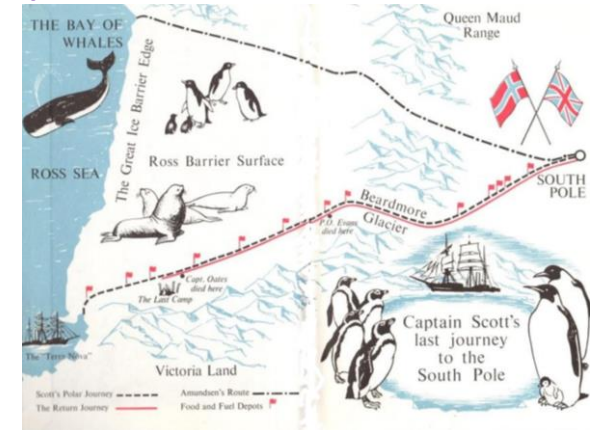 THE BAY OF
WHALES
Queen Maud
Range
The Great Ice Barrier Edge
ROSS SEA
Ross Barrier Surface
SOUTH
POLE
Beardmore
Glacier
P.O. Evans
died here
Capt. Oates
died here
The Last Camp
The "Terra Nova"
Victoria Land
Captain Scott's
last journey
to the
South Pole
Scott's Polar Journey
Amundsen's Route
The Return Journey
Food and Fuel Depots